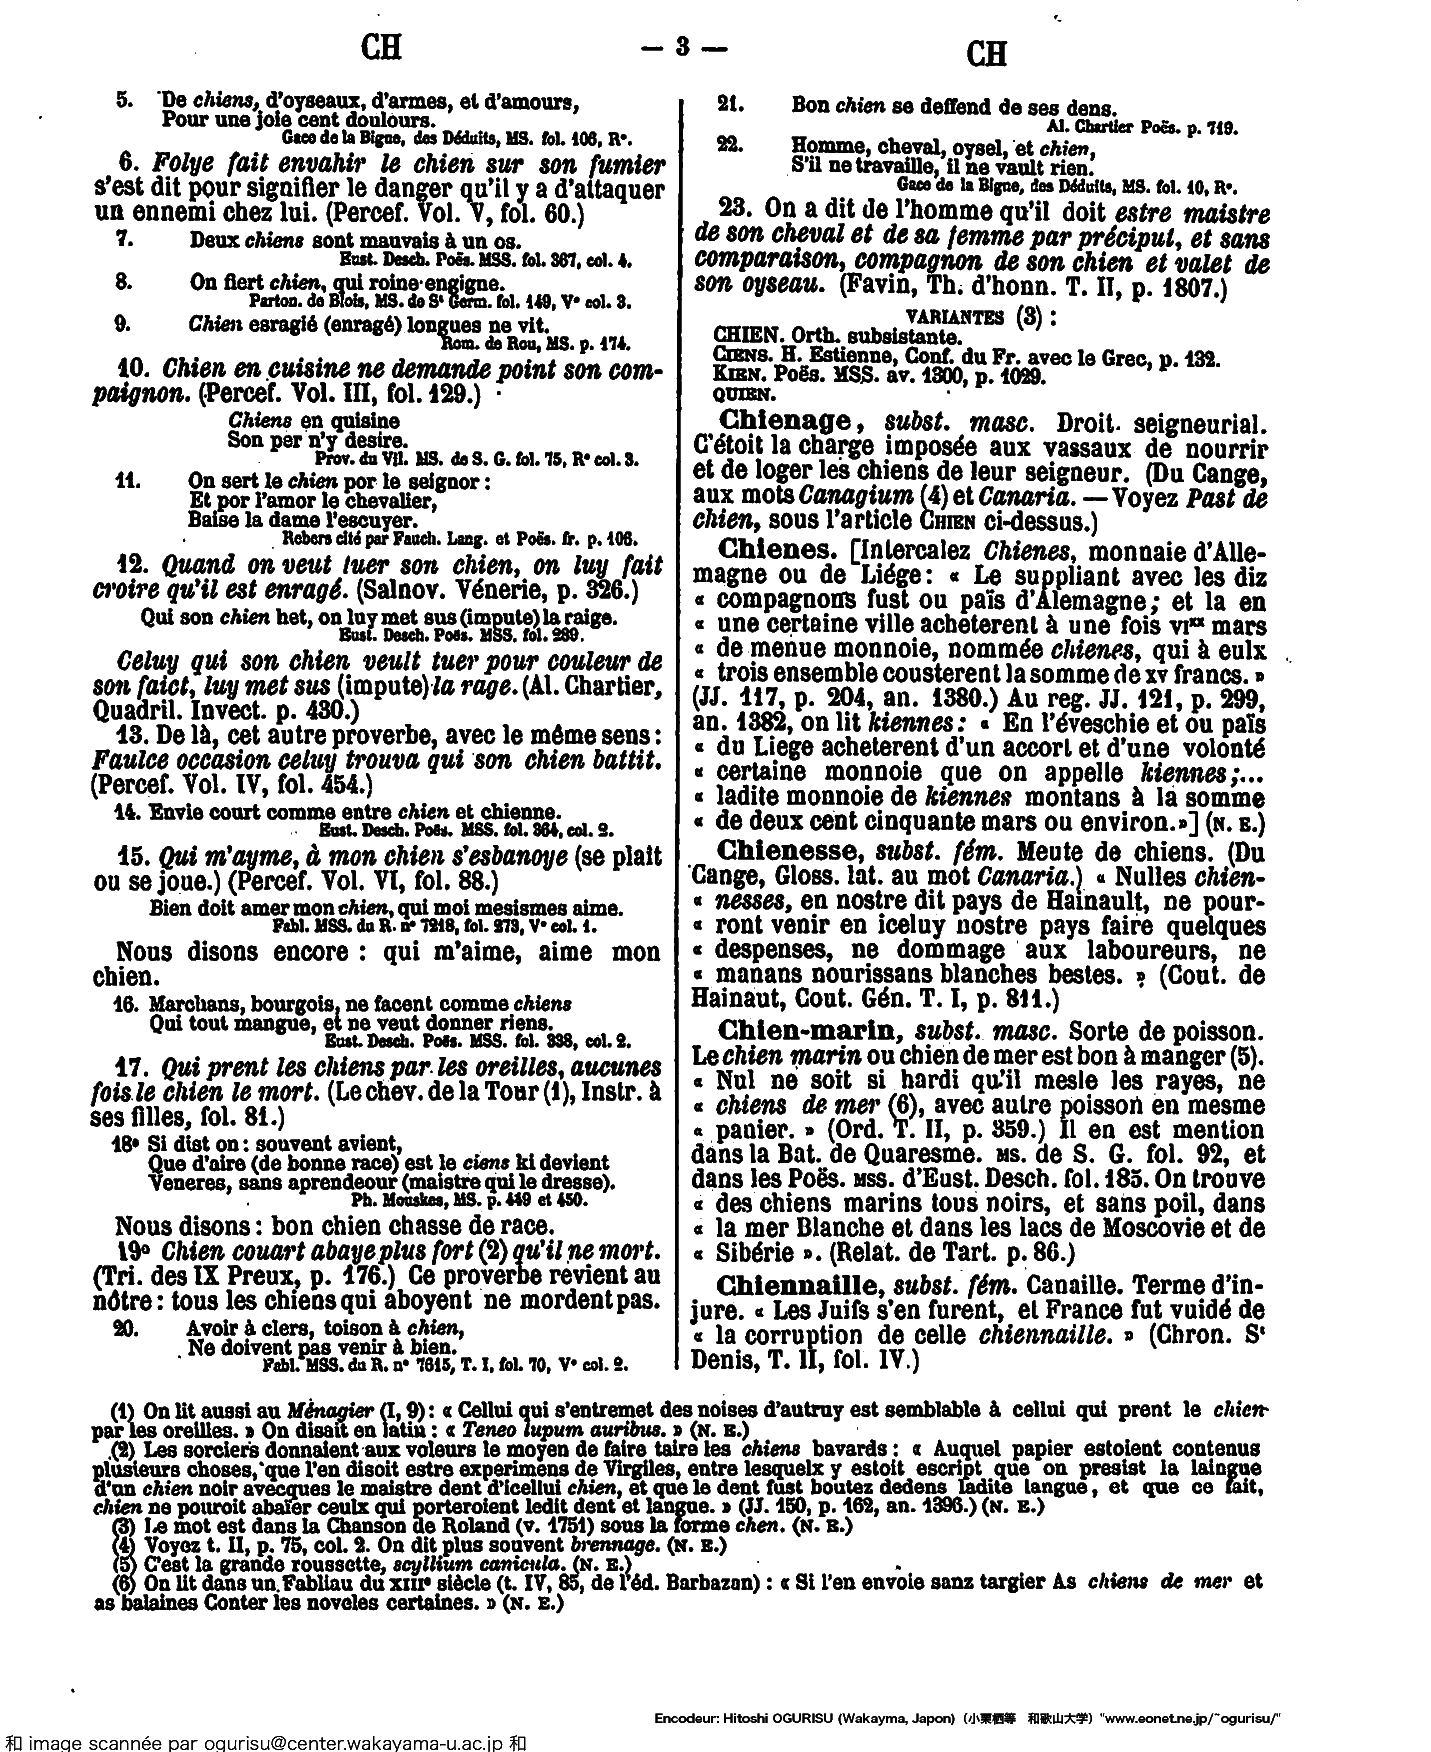 CH — 3 — CH
5. De chiens, d'oyseaux, d'armes, et d'amours,
Pour une joie cent doulours.
Gace de la Bigne, des Déduits, MS. fol. 106, R°.
6. Folye fait envahir le chien sur son fumier
s'est dit pour signifier le danger qu'il y a d'attaquer
un ennemi chez lui. (Percef. Vol. V, fol. 60.)
7. Deux chiens sont mauvais à un os.
Eust. Desch. Poës. MSS. fol. 367, col. 4.
8. On fiert chien, qui roine engigne.
Parton. de Blois, MS. de St Germ. fol. 149, V° col. 3.
9. Chien esragié (enragé) longues ne vit.
Rom. de Rou, MS. p. 174.
10. Chien en cuisine ne demande point son com-
paignon. (Percef. Vol. III, fol. 129.)
Chiens en quisine
Son per n'y desire.
Prov. du Vil. MS. de S. G. fol. 75, R° col. 3.
11. On sert le chien por le seignor :
Et por l'amor le chevalier,
Baise la dame l'escuyer.
Rebers cité par Fauch. Lang. et Poës. fr. p. 106.
12. Quand on veut tuer son chien, on luy fait
croire qu'il est enragé. (Salnov. Vénerie, p. 326.)
Qui son chien het, on luy met sus (impute) la raige.
Eust. Desch. Poës. MSS. fol. 289.
Celuy qui son chien veult tuer pour couleur de
son faict, luy met sus (impute) la rage. (Al. Chartier,
Quadril. Invect. p. 430.)
13. De là, cet autre proverbe, avec le même sens :
Faulce occasion celuy trouva qui son chien battit.
(Percef. Vol. IV, fol. 454.)
14. Envie court comme entre chien et chienne.
Eust. Desch. Poës. MSS. fol. 364, col. 2.
15. Qui m'ayme, à mon chien s'esbanoye (se plait
ou se joue.) (Percef. Vol. VI, fol. 88.)
Bien doit amer mon chien, qui moi mesismes aime.
Fabl. MSS. du R. n° 7218, fol. 273, V° col. 1.
Nous disons encore : qui m'aime, aime mon
chien.
16. Marchans, bourgois, ne facent comme chiens
Qui tout mangue, et ne veut donner riens.
Eust. Desch. Poës. MSS. fol. 338, col. 2.
17. Qui prent les chiens par les oreilles, aucunes
fois le chien le mort. (Le chev. de la Tour (1), Instr. à
ses filles, fol. 81.)
18° Si dist on : souvent avient,
Que d'aire (de bonne race) est le ciens ki devient
Veneres, sans aprendeour (maistre qui le dresse).
Ph. Mouskes, MS. p. 449 et 450.
Nous disons : bon chien chasse de race.
19° Chien couart abaye plus fort (2) qu'il ne mort.
(Tri. des IX Preux, p. 176.) Ce proverbe revient au
nôtre : tous les chiens qui aboyent ne mordent pas.
20. Avoir à clers, toison à chien,
Ne doivent pas venir à bien.
Fabl. MSS. du R. n° 7615, T. I, fol. 70, V° col. 2.
21. Bon chien se deffend de ses dens.
Al. Chartier Poës. p. 719.
22. Homme, cheval, oysel, et chien,
S'il ne travaille, il ne vault rien.
Gace de la Bigne, des Déduits, MS. fol. 10, R°.
23. On a dit de l'homme qu'il doit estre maistre
de son cheval et de sa femme par préciput, et sans
comparaison, compagnon de son chien et valet de
son oyseau. (Favin, Th. d'honn. T. II, p. 1807.)
VARIANTES (3) :
CHIEN. Orth. subsistante.
CIENS. H. Estienne, Conf. du Fr. avec le Grec, p. 132.
KIEN. Poës. MSS. av. 1300, p. 1029.
QUIEN.
Chienage, subst. masc. Droit seigneurial.
C'étoit la charge imposée aux vassaux de nourrir
et de loger les chiens de leur seigneur. (Du Cange,
aux mots Canagium (4) et Canaria. — Voyez Past de
chien, sous l'article CHIEN ci-dessus.)
Chienes. [Intercalez Chienes, monnaie d'Alle-
magne ou de Liége : « Le suppliant avec les diz
« compagnons fust ou païs d'Alemagne ; et la en
« une certaine ville acheterent à une fois vixx mars
« de menue monnoie, nommée chienes, qui à eulx
« trois ensemble cousterent la somme de xv francs. »
(JJ. 117, p. 204, an. 1380.) Au reg. JJ. 121, p. 299,
an. 1382, on lit kiennes : « En l'éveschie et ou païs
« du Liege acheterent d'un accort et d'une volonté
« certaine monnoie que on appelle kiennes ;...
« ladite monnoie de kiennes montans à la somme
« de deux cent cinquante mars ou environ.»] (N. E.)
Chienesse, subst. fém. Meute de chiens. (Du
Cange, Gloss. lat. au mot Canaria.) « Nulles chien-
« nesses, en nostre dit pays de Hainault, ne pour-
« ront venir en iceluy nostre pays faire quelques
« despenses, ne dommage aux laboureurs, ne
« manans nourissans blanches bestes. » (Cout. de
Hainaut, Cout. Gén. T. I, p. 811.)
Chien-marin, subst. masc. Sorte de poisson.
Le chien marin ou chien de mer est bon à manger (5).
« Nul ne soit si hardi qu'il mesle les rayes, ne
« chiens de mer (6), avec autre poisson en mesme
« panier. » (Ord. T. II, p. 359.) Il en est mention
dans la Bat. de Quaresme. MS. de S. G. fol. 92, et
dans les Poës. MSS. d'Eust. Desch. fol. 185. On trouve
« des chiens marins tous noirs, et sans poil, dans
« la mer Blanche et dans les lacs de Moscovie et de
« Sibérie ». (Relat. de Tart. p. 86.)
Chiennaille, subst. fém. Canaille. Terme d'in-
jure. « Les Juifs s'en furent, et France fut vuidé de
« la corruption de celle chiennaille. » (Chron. St
Denis, T. II, fol. IV.)
(1) On lit aussi au Ménagier (I, 9) : « Cellui qui s'entremet des noises d'autruy est semblable à cellui qui prent le chien
par les oreilles. » On disait en latin : « Teneo lupum auribus. » (N. E.)
(2) Les sorciers donnaient aux voleurs le moyen de faire taire les chiens bavards : « Auquel papier estoient contenus
plusieurs choses, que l'en disoit estre experimens de Virgiles, entre lesquelx y estoit escript que on presist la laingue
d'un chien noir avecques le maistre dent d'icellui chien, et que le dent fust boutez dedens ladite langue, et que ce fait,
chien ne pourroit abaïer ceulx qui porteroient ledit dent et langue. » (JJ. 150, p. 162, an. 1396.) (N. E.)
(3) Le mot est dans la Chanson de Roland (v. 1751) sous la forme chen. (N. E.)
(4) Voyez t. II, p. 75, col. 2. On dit plus souvent brennage. (N. E.)
(5) C'est la grande roussette, scyllium canicula. (N. E.)
(6) On lit dans un Fabliau du XIIIe siècle (t. IV, 85, de l'éd. Barbazan) : « Si l'en envoie sanz targier As chiens de mer et
as balaines Conter les noveles certaines. » (N. E.)
Encodeur: Hitoshi OGURISU (Wakayma, Japon) (小栗栖等 和歌山大学) "www.eonet.ne.jp/~ogurisu/"
和 image scannée par ogurisu@center.wakayama-u.ac.jp 和